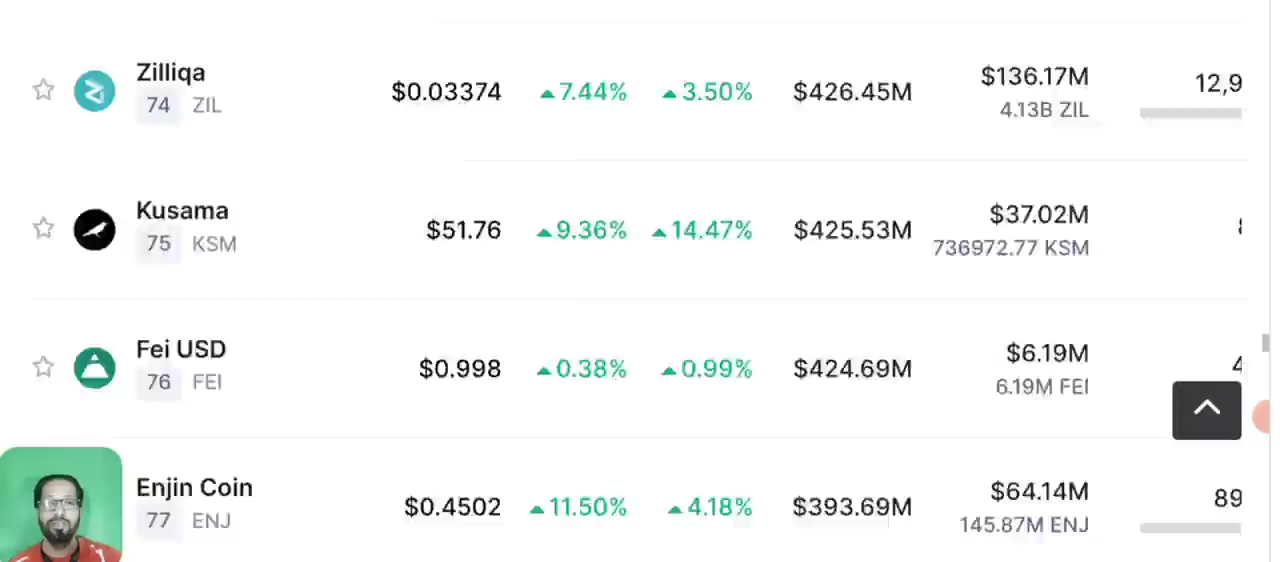 Zilliqa
74 ZIL
$0.03374 7.44% 3.50% $426.45M $136.17M 12,9
4.13B ZIL
Kusama
75 KSM
$51.76 9.36% 14.47% $425.53M $37.02M
736972.77 KSM
Fei USD
76 FEI
$0.998 0.38% 0.99% $424.69M $6.19M 4
6.19M FEI
Enjin Coin
77 ENJ
$0.4502 11.50% 4.18% $393.69M $64.14M 89
145.87M ENJ